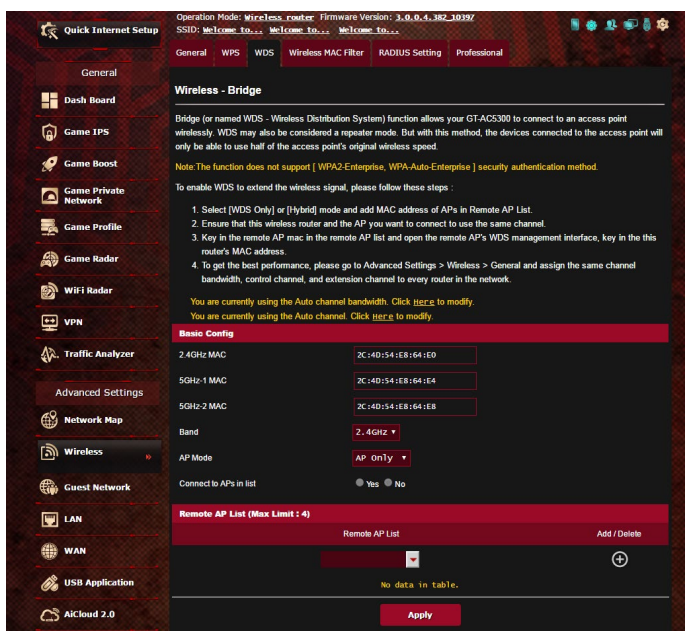 Quick Internet Setup
Operation Mode: Wireless router Firmware Version: 3.0.0.4.382_10397
SSID: Welcome to... Welcome to... Welcome to...
General WPS WDS Wireless MAC Filter RADIUS Setting Professional
General
Dash Board
Game IPS
Game Boost
Game Private
Network
Game Profile
Game Radar
WiFi Radar
VPN
Traffic Analyzer
Advanced Settings
Network Map
Wireless »
Guest Network
LAN
WAN
USB Application
AiCloud 2.0
Wireless - Bridge
Bridge (or named WDS - Wireless Distribution System) function allows your GT-AC5300 to connect to an access point
wirelessly. WDS may also be considered a repeater mode. But with this method, the devices connected to the access point will
only be able to use half of the access point's original wireless speed.
Note:The function does not support [ WPA2-Enterprise, WPA-Auto-Enterprise ] security authentication method.
To enable WDS to extend the wireless signal, please follow these steps :
1. Select [WDS Only] or [Hybrid] mode and add MAC address of APs in Remote AP List.
2. Ensure that this wireless router and the AP you want to connect to use the same channel.
3. Key in the remote AP mac in the remote AP list and open the remote AP's WDS management interface, key in the this
router's MAC address.
4. To get the best performance, please go to Advanced Settings > Wireless > General and assign the same channel
bandwidth, control channel, and extension channel to every router in the network.
You are currently using the Auto channel bandwidth. Click Here to modify.
You are currently using the Auto channel. Click Here to modify.
Basic Config
2.4GHz MAC 2C:4D:54:E8:64:E0
5GHz-1 MAC 2C:4D:54:E8:64:E4
5GHz-2 MAC 2C:4D:54:E8:64:E8
Band 2.4GHz
AP Mode AP Only
Connect to APs in list Yes No
Remote AP List (Max Limit : 4)
Remote AP List Add / Delete
No data in table.
Apply